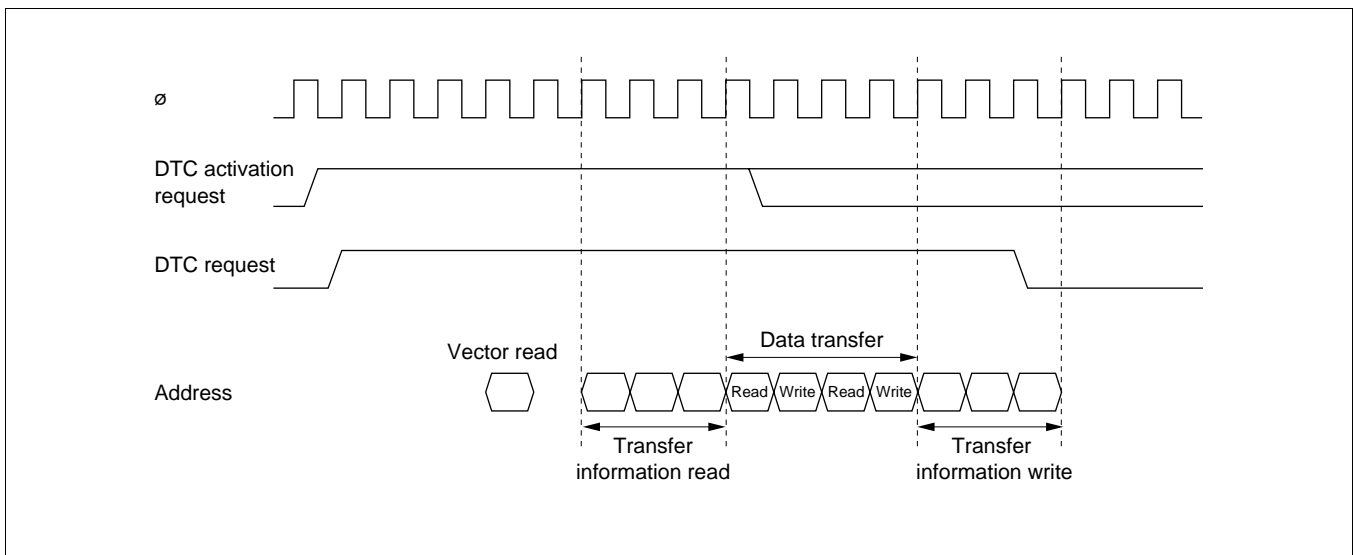 ø
DTC activation
request
DTC request
Data transfer
Vector read
Address
Read Write Read Write
Transfer
information read
Transfer
information write